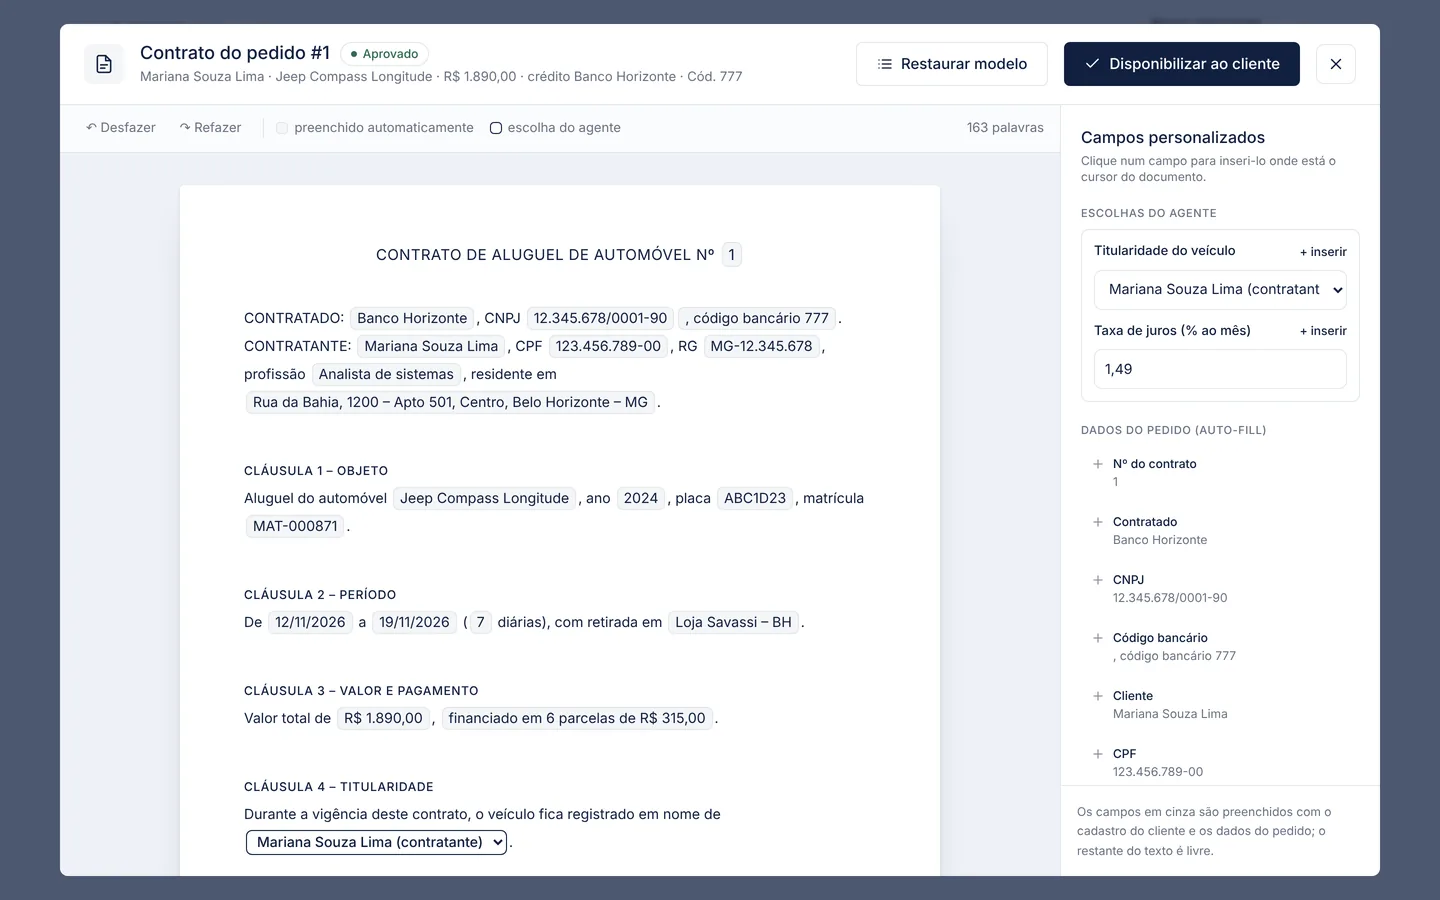 Contrato do pedido #1
Aprovado
Mariana Souza Lima · Jeep Compass Longitude · R$ 1.890,00 · crédito Banco Horizonte · Cód. 777
Restaurar modelo
Disponibilizar ao cliente
↶ Desfazer
↷ Refazer
preenchido automaticamente
escolha do agente
163 palavras
CONTRATO DE ALUGUEL DE AUTOMÓVEL Nº 1
CONTRATADO: Banco Horizonte , CNPJ 12.345.678/0001-90 , código bancário 777 .
CONTRATANTE: Mariana Souza Lima , CPF 123.456.789-00 , RG MG-12.345.678 ,
profissão Analista de sistemas , residente em
Rua da Bahia, 1200 – Apto 501, Centro, Belo Horizonte – MG .
CLÁUSULA 1 – OBJETO
Aluguel do automóvel Jeep Compass Longitude , ano 2024 , placa ABC1D23 , matrícula
MAT-000871 .
CLÁUSULA 2 – PERÍODO
De 12/11/2026 a 19/11/2026 ( 7 diárias), com retirada em Loja Savassi – BH .
CLÁUSULA 3 – VALOR E PAGAMENTO
Valor total de R$ 1.890,00 , financiado em 6 parcelas de R$ 315,00 .
CLÁUSULA 4 – TITULARIDADE
Durante a vigência deste contrato, o veículo fica registrado em nome de
Mariana Souza Lima (contratante) .
Campos personalizados
Clique num campo para inseri-lo onde está o
cursor do documento.
ESCOLHAS DO AGENTE
Titularidade do veículo
+ inserir
Mariana Souza Lima (contratant
Taxa de juros (% ao mês)
+ inserir
1,49
DADOS DO PEDIDO (AUTO-FILL)
+ Nº do contrato
1
+ Contratado
Banco Horizonte
+ CNPJ
12.345.678/0001-90
+ Código bancário
, código bancário 777
+ Cliente
Mariana Souza Lima
+ CPF
123.456.789-00
Os campos em cinza são preenchidos com o
cadastro do cliente e os dados do pedido; o
restante do texto é livre.